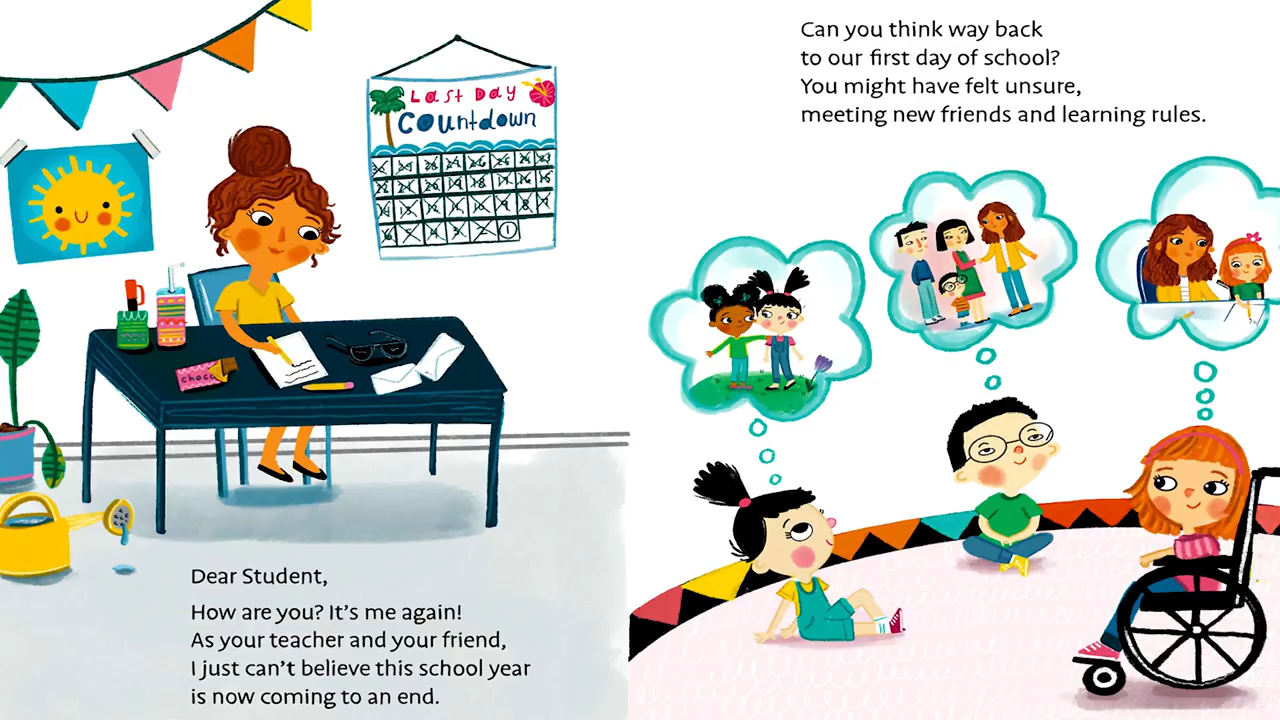 Last Day
Countdown
choco
Dear Student,
How are you? It's me again!
As your teacher and your friend,
I just can't believe this school year
is now coming to an end.
Can you think way back
to our first day of school?
You might have felt unsure,
meeting new friends and learning rules.